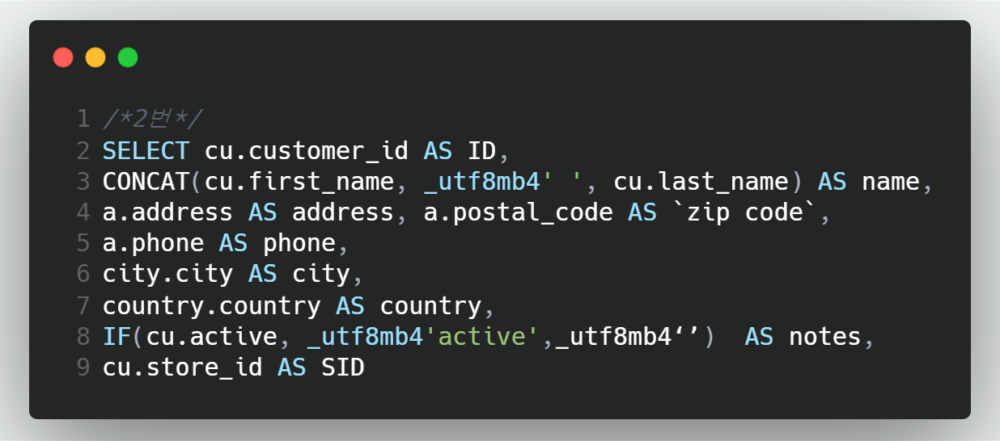 1 /*2번*/
2 SELECT cu.customer_id AS ID,
3 CONCAT(cu.first_name, _utf8mb4' ', cu.last_name) AS name,
4 a.address AS address, a.postal_code AS `zip code`,
5 a.phone AS phone,
6 city.city AS city,
7 country.country AS country,
8 IF(cu.active, _utf8mb4'active',_utf8mb4‘’)  AS notes,
9 cu.store_id AS SID